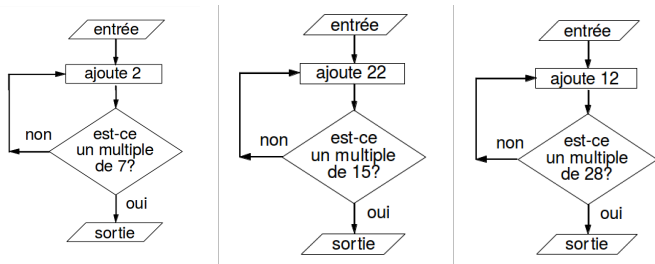 entrée
ajoute 2
non
est-ce
un multiple
de 7?
oui
sortie
entrée
ajoute 22
non
est-ce
un multiple
de 15?
oui
sortie
entrée
ajoute 12
non
est-ce
un multiple
de 28?
oui
sortie